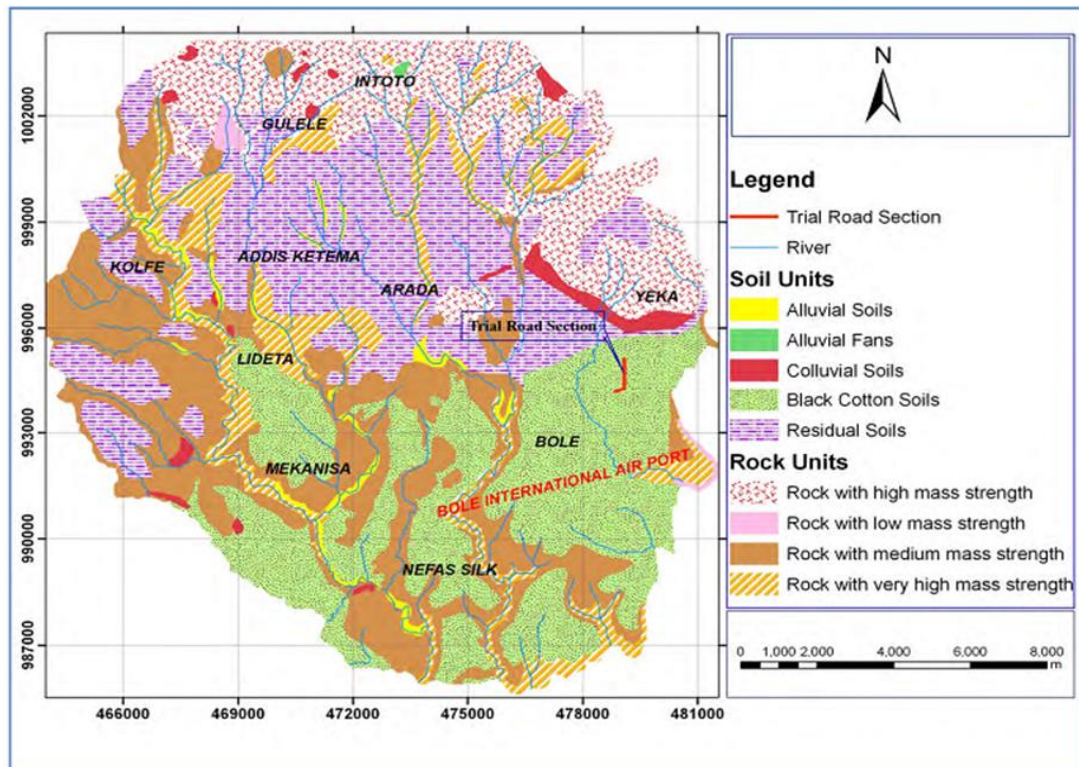 N
INTOTO
GULELE
ADDIS KETEMA
KOLFE
ARADA
YEKA
Trial Road Section
LIDETA
BOLE
MEKANISA
BOLE INTERNATIONAL AIR PORT
NEFAS SILK
1002000
999000
996000
993000
990000
987000
466000 469000 472000 475000 478000 481000
Legend
Trial Road Section
River
Soil Units
Alluvial Soils
Alluvial Fans
Colluvial Soils
Black Cotton Soils
Residual Soils
Rock Units
Rock with high mass strength
Rock with low mass strength
Rock with medium mass strength
Rock with very high mass strength
0 1,000 2,000 4,000 6,000 8,000
m